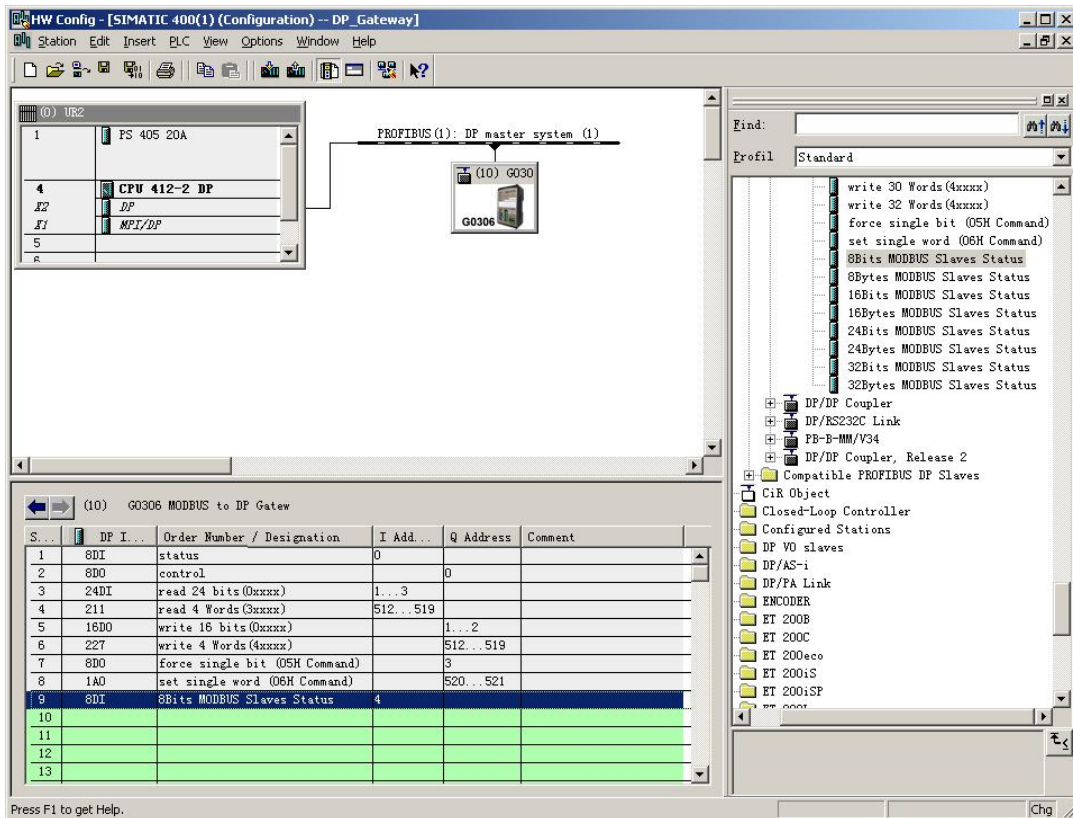 HW Config - [SIMATIC 400(1) (Configuration) -- DP_Gateway]
Station Edit Insert PLC View Options Window Help
(0) UR2
1 PS 405 20A
4 CPU 412-2 DP
X2 DP
X1 MPI/DP
5
6
PROFIBUS(1): DP master system (1)
(10) G030
G0306
Find:
Profil Standard
write 30 Words(4xxxx)
write 32 Words(4xxxx)
force single bit (05H Command)
set single word (06H Command)
8Bits MODBUS Slaves Status
8Bytes MODBUS Slaves Status
16Bits MODBUS Slaves Status
16Bytes MODBUS Slaves Status
24Bits MODBUS Slaves Status
24Bytes MODBUS Slaves Status
32Bits MODBUS Slaves Status
32Bytes MODBUS Slaves Status
DP/DP Coupler
DP/RS232C Link
PB-B-MM/V34
DP/DP Coupler, Release 2
Compatible PROFIBUS DP Slaves
CiR Object
Closed-Loop Controller
Configured Stations
DP V0 slaves
DP/AS-i
DP/PA Link
ENCODER
ET 200B
ET 200C
ET 200eco
ET 200iS
ET 200iSP
(10) G0306 MODBUS to DP Gatew
S... DP I... Order Number / Designation I Add... Q Address Comment
1 8DI status 0
2 8DO control 0
3 24DI read 24 bits(0xxxx) 1...3
4 211 read 4 Words(3xxxx) 512...519
5 16DO write 16 bits(0xxxx) 1...2
6 227 write 4 Words(4xxxx) 512...519
7 8DO force single bit (05H Command) 3
8 1AO set single word (06H Command) 520...521
9 8DI 8Bits MODBUS Slaves Status 4
10
11
12
13
Press F1 to get Help.
Chg